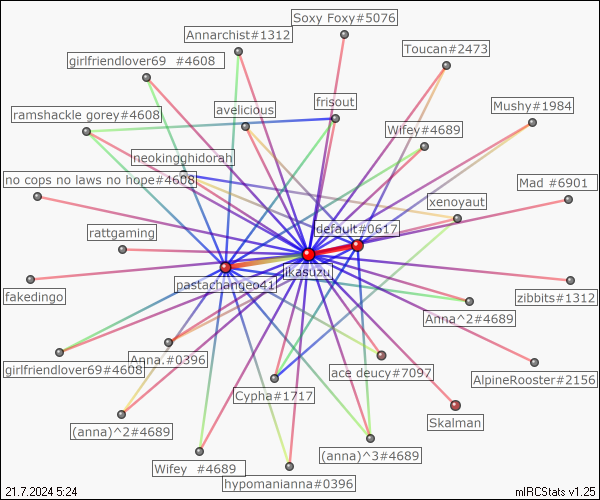 Soxy Foxy#5076
Annarchist#1312
Toucan#2473
girlfriendlover69 #4608
avelicious
frisout
Mushy#1984
ramshackle gorey#4608
Wifey#4689
neokingghidorah
no cops no laws no hope#4608
Mad #6901
xenoyaut
rattgaming
default#0617
ikasuzu
pastachangeo41
fakedingo
zibbits#1312
Anna^2#4689
Anna.#0396
girlfriendlover69#4608
ace deucy#7097
AlpineRooster#2156
Cypha#1717
Skalman
(anna)^2#4689
(anna)^3#4689
Wifey #4689
hypomanianna#0396
21.7.2024 5:24
mIRCStats v1.25